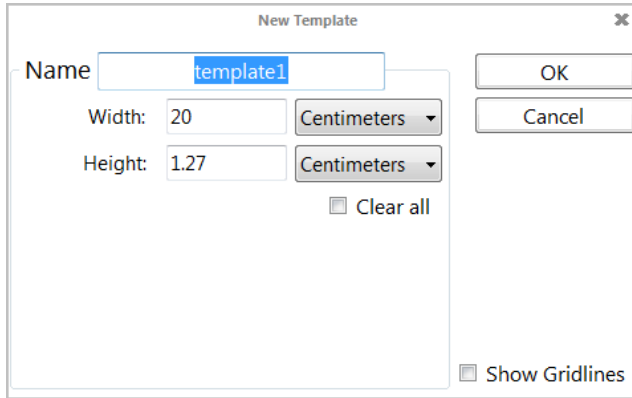 New Template
Name template1
OK
Width: 20 Centimeters
Cancel
Height: 1.27 Centimeters
Clear all
Show Gridlines